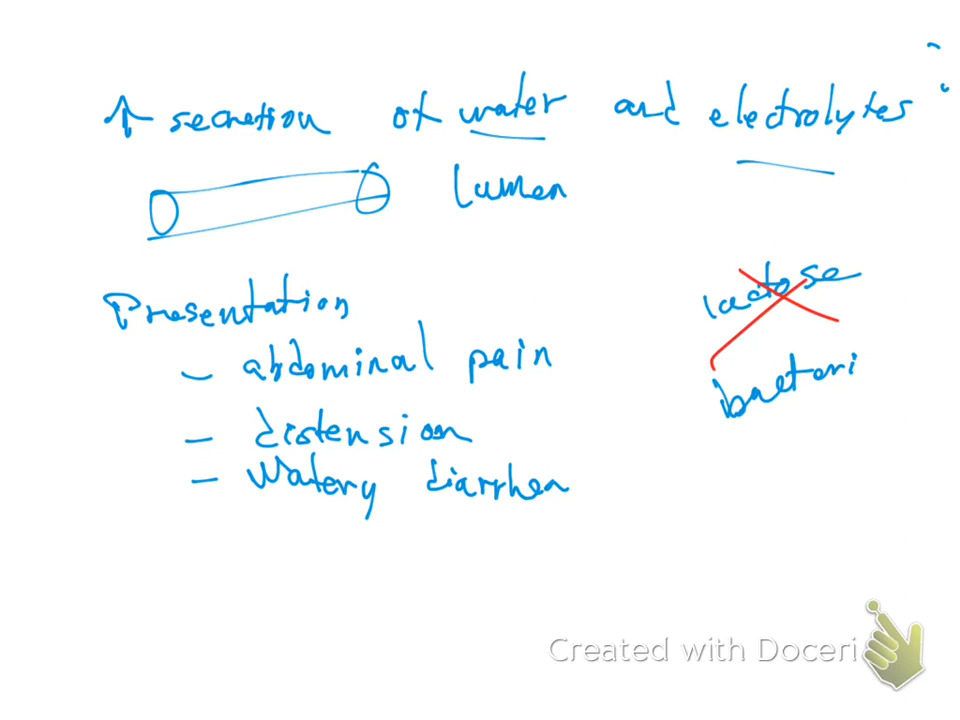 ↑ secretion of water and electrolytes
lumen
lactose
Presentation
- abdominal pain
bacteri
- distension
- Watery diarrhea
Created with Doceri